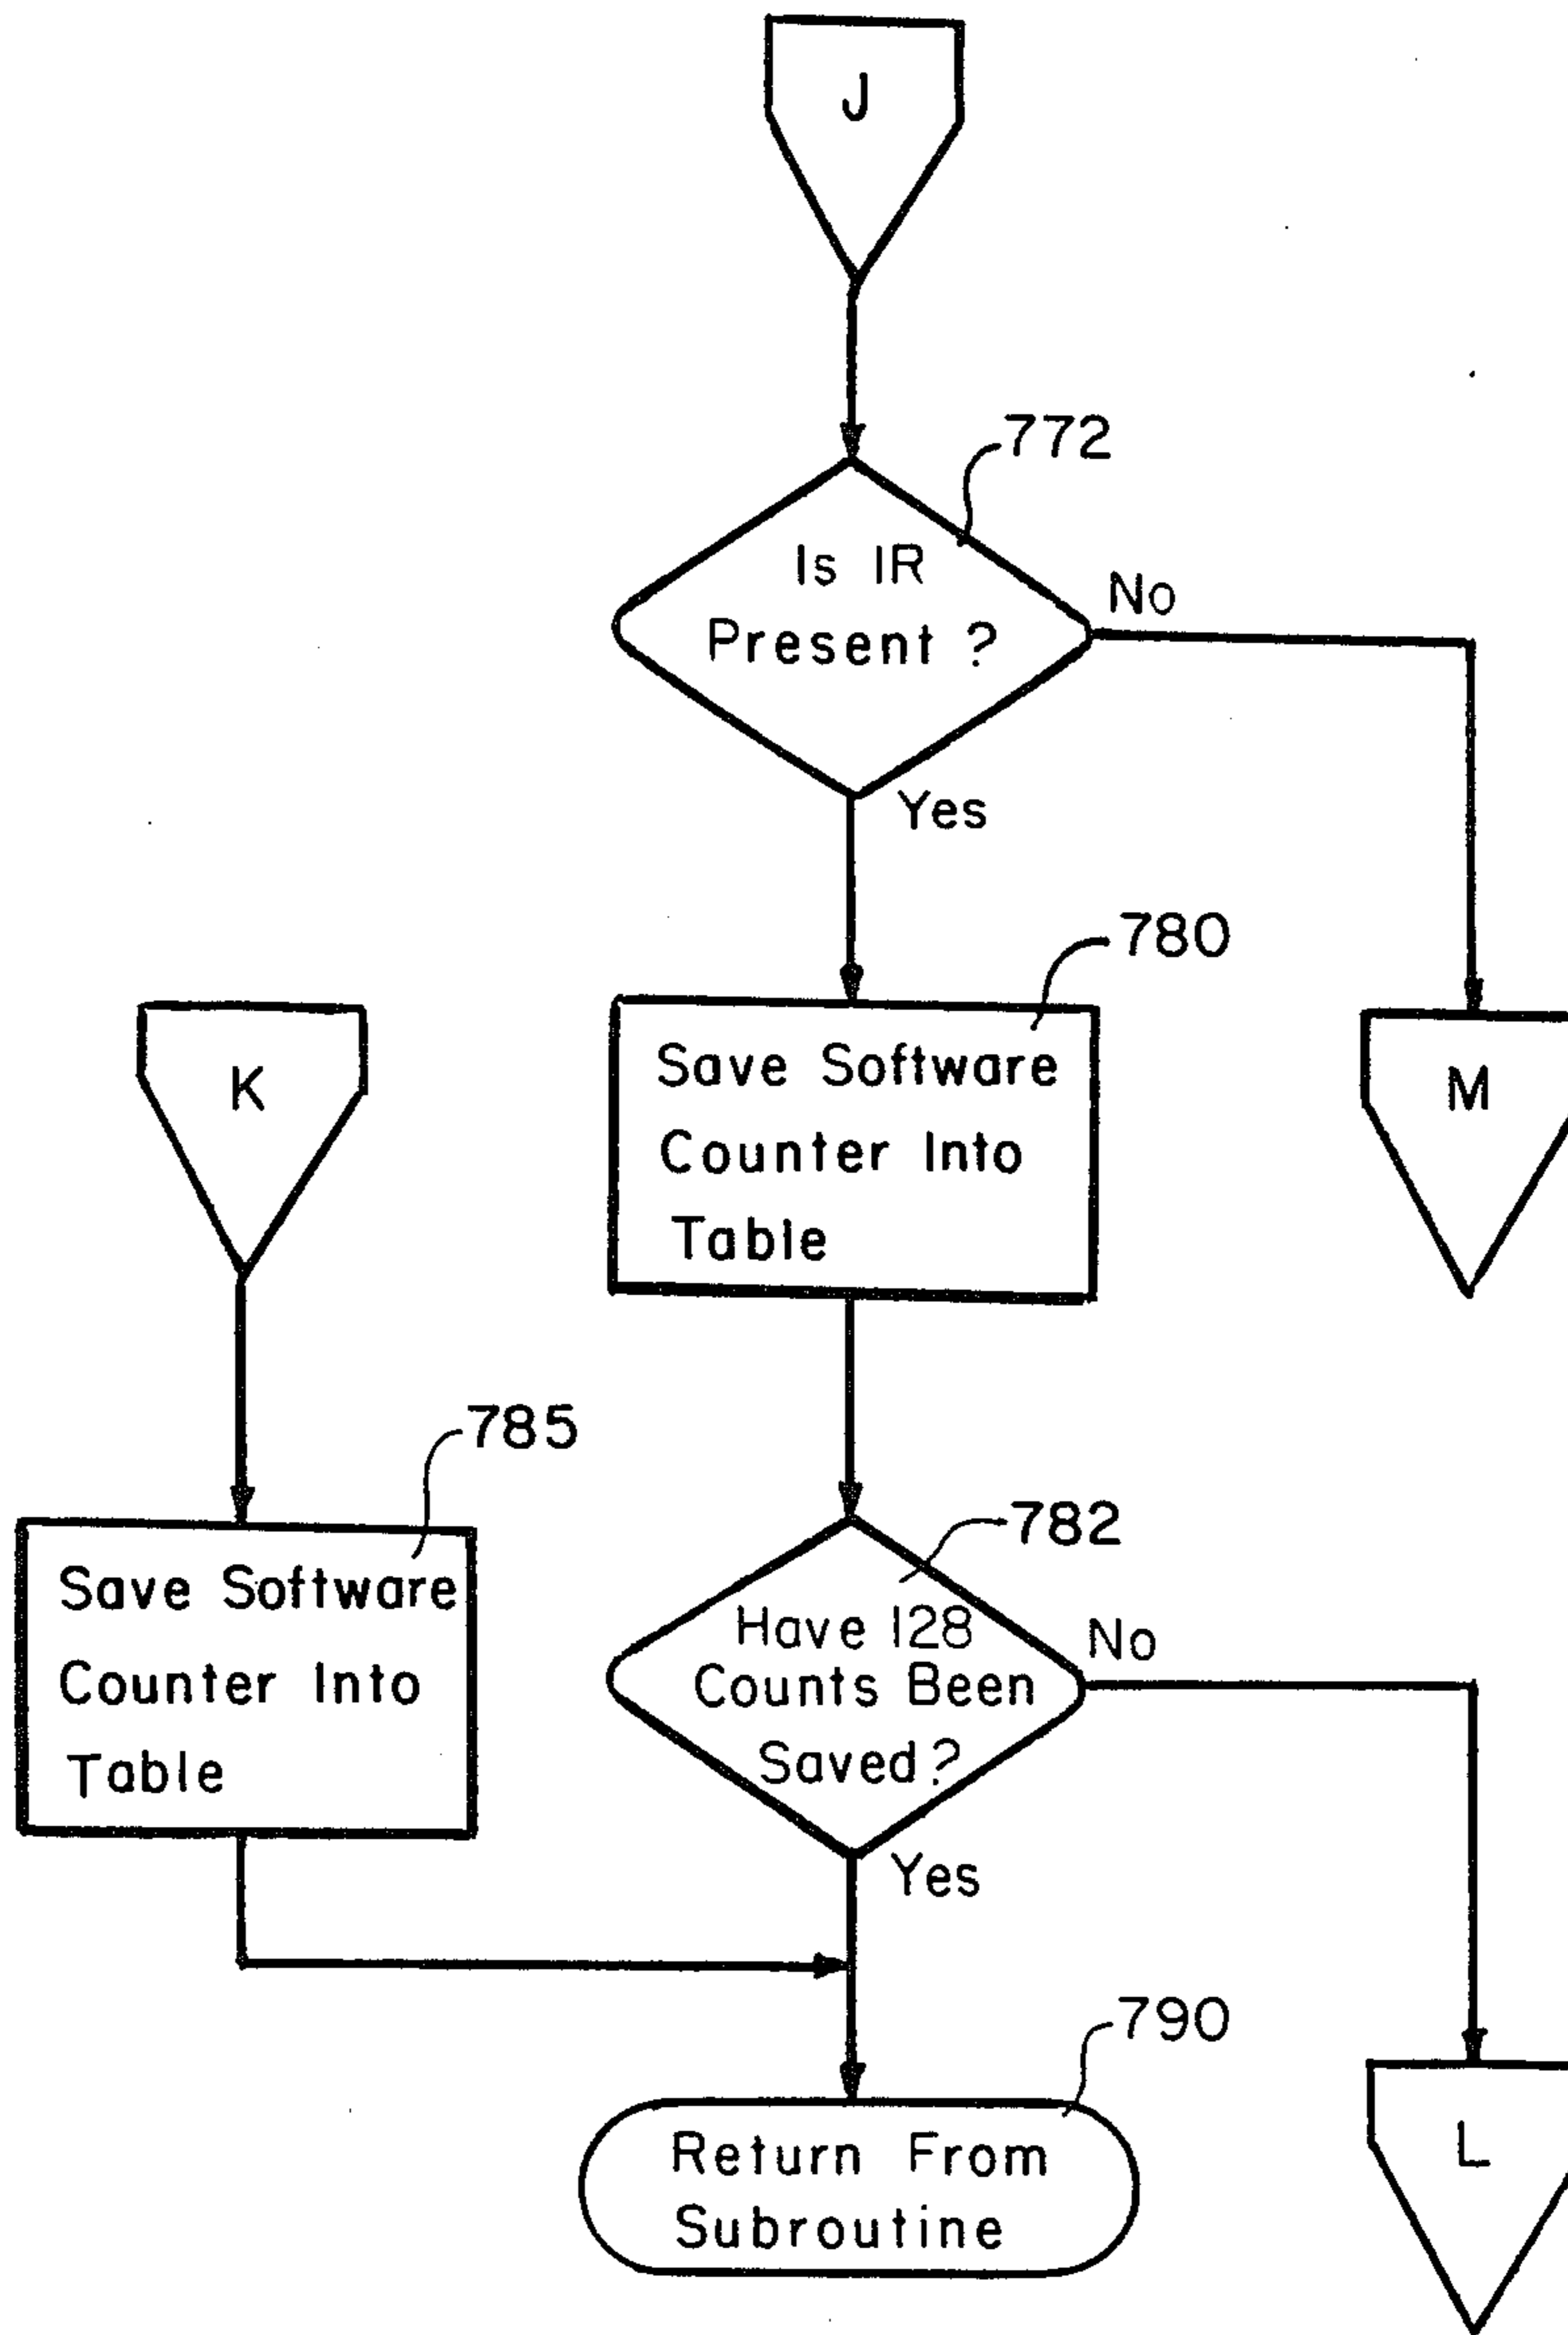 J
772
Is IR
Present ?
No
Yes
780
Save Software
Counter Into
Table
K
M
785
Save Software
Counter Into
Table
782
Have 128
Counts Been
Saved?
No
Yes
790
Return From
Subroutine
L